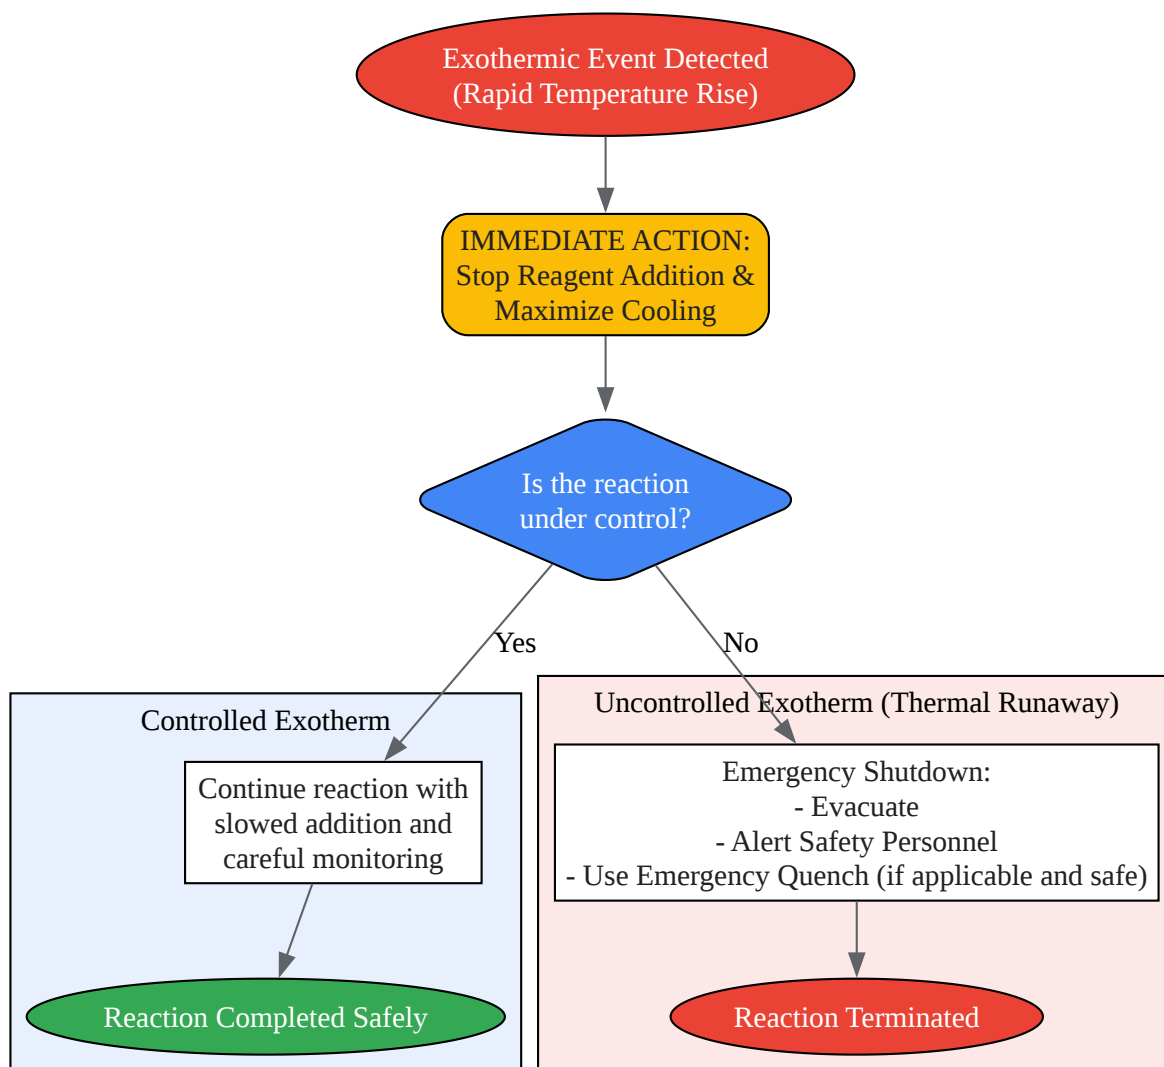 Exothermic Event Detected
(Rapid Temperature Rise)
IMMEDIATE ACTION:
Stop Reagent Addition &
Maximize Cooling
Is the reaction
under control?
Yes
No
Controlled Exotherm
Continue reaction with
slowed addition and
careful monitoring
Reaction Completed Safely
Uncontrolled Exotherm (Thermal Runaway)
Emergency Shutdown:
- Evacuate
- Alert Safety Personnel
- Use Emergency Quench (if applicable and safe)
Reaction Terminated